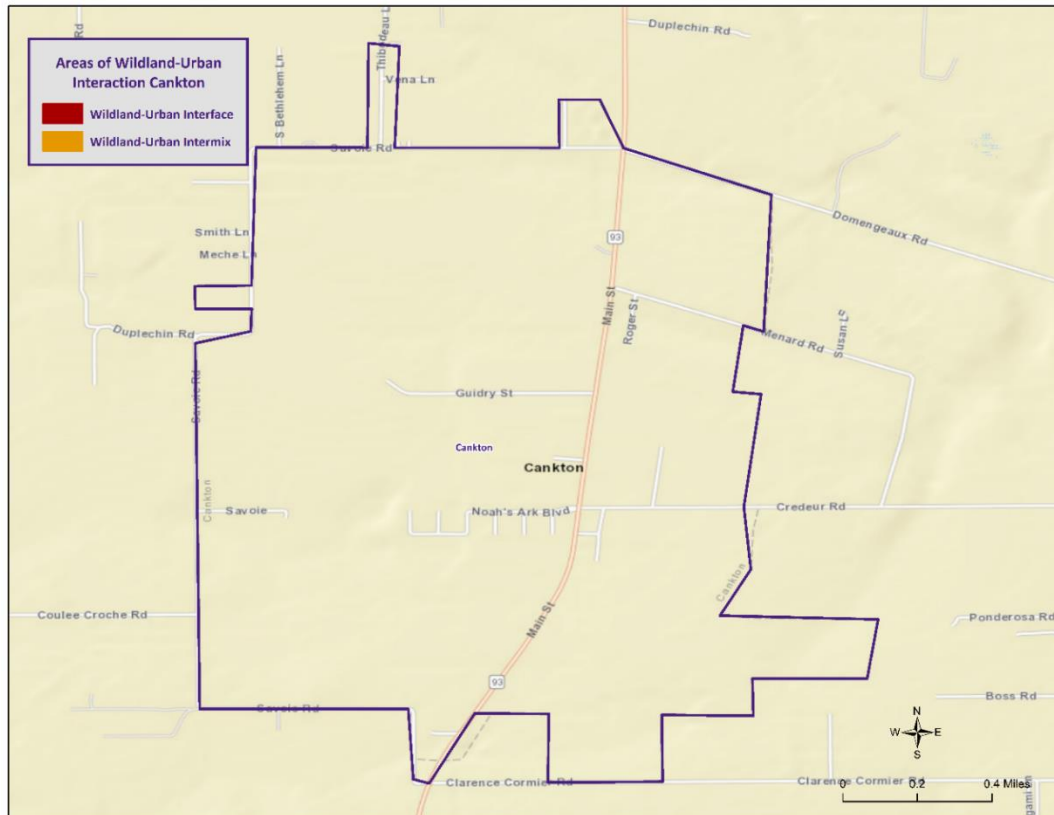 Rd
Duplechin Rd
Areas of Wildland-Urban
Interaction Cankton
Wildland-Urban Interface
Wildland-Urban Intermix
S Bethlehem Ln
Vena Ln
Savoie Rd
Domengeaux Rd
Smith Ln
93
Meche Ln
Main St
Roger St
Susan Ln
Duplechin Rd
Menard Rd
Savoie Rd
Guidry St
Cankton
Cankton
Cankton
Savoie
Noah's Ark Blvd
Credeur Rd
Cankton
Main St
Coulee Croche Rd
Ponderosa Rd
93
Boss Rd
Savoie Rd
N
W E
S
Clarence Cormier Rd
Clarence Cormier Rd
0 0.2 0.4 Miles